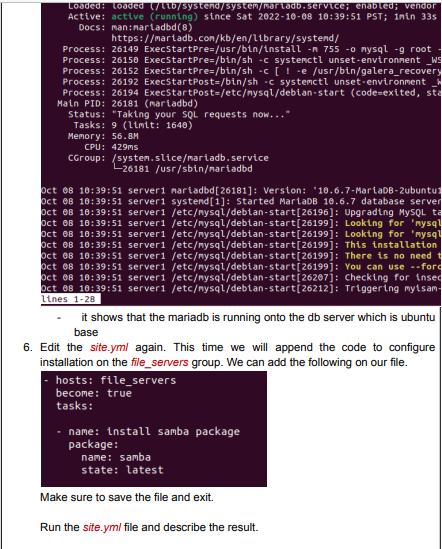 Loaded: loaded (/lib/systemd/system/mariadb.service; enabled; vendor
Active: active (running) since Sat 2022-10-08 10:39:51 PST; 1min 33s
Docs: man:mariadbd(8)
https://mariadb.com/kb/en/library/systemd/
Process: 26149 ExecStartPre=/usr/bin/install -m 755 -o mysql -g root -
Process: 26150 ExecStartPre=/bin/sh -c systemctl unset-environment _WS
Process: 26152 ExecStartPre=/bin/sh -c [ ! -e /usr/bin/galera_recovery
Process: 26192 ExecStartPost=/bin/sh -c systemctl unset-environment _W
Process: 26194 ExecStartPost=/etc/mysql/debian-start (code=exited, sta
Main PID: 26181 (mariadbd)
Status: "Taking your SQL requests now..."
Tasks: 9 (limit: 1640)
Memory: 56.8M
CPU: 429ms
CGroup: /system.slice/mariadb.service
└─26181 /usr/sbin/mariadbd
Oct 08 10:39:51 server1 mariadbd[26181]: Version: '10.6.7-MariaDB-2ubuntu1
Oct 08 10:39:51 server1 systemd[1]: Started MariaDB 10.6.7 database server
Oct 08 10:39:51 server1 /etc/mysql/debian-start[26196]: Upgrading MySQL ta
Oct 08 10:39:51 server1 /etc/mysql/debian-start[26199]: Looking for 'mysql
Oct 08 10:39:51 server1 /etc/mysql/debian-start[26199]: Looking for 'mysql
Oct 08 10:39:51 server1 /etc/mysql/debian-start[26199]: This installation
Oct 08 10:39:51 server1 /etc/mysql/debian-start[26199]: There is no need t
Oct 08 10:39:51 server1 /etc/mysql/debian-start[26199]: You can use --forc
Oct 08 10:39:51 server1 /etc/mysql/debian-start[26207]: Checking for insec
Oct 08 10:39:51 server1 /etc/mysql/debian-start[26212]: Triggering myisam-
lines 1-28
- it shows that the mariadb is running onto the db server which is ubuntu
base
6. Edit the site.yml again. This time we will append the code to configure
installation on the file_servers group. We can add the following on our file.
- hosts: file_servers
become: true
tasks:
- name: install samba package
package:
name: samba
state: latest
Make sure to save the file and exit.
Run the site.yml file and describe the result.